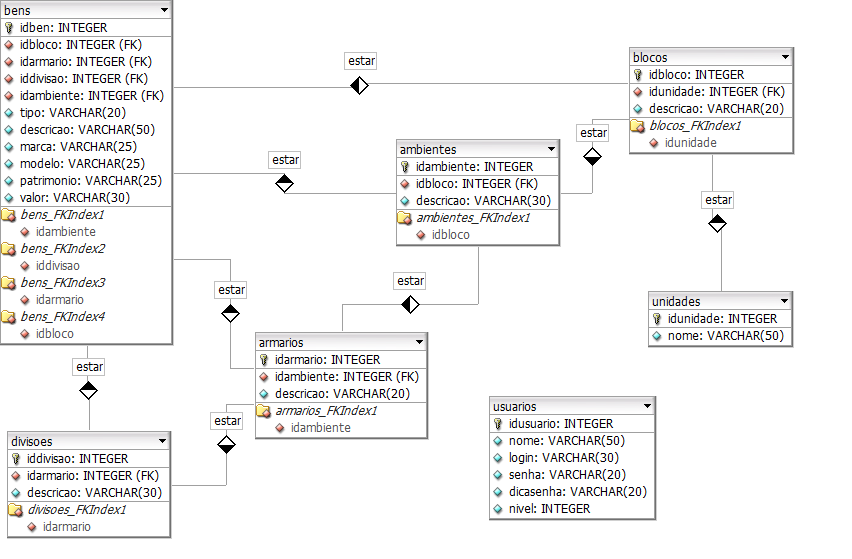 bens
idben: INTEGER
idbloco: INTEGER (FK)
idarmario: INTEGER (FK)
iddivisao: INTEGER (FK)
idambiente: INTEGER (FK)
tipo: VARCHAR(20)
descricao: VARCHAR(50)
marca: VARCHAR(25)
modelo: VARCHAR(25)
patrimonio: VARCHAR(25)
valor: VARCHAR(30)
bens_FKIndex1
idambiente
bens_FKIndex2
iddivisao
bens_FKIndex3
idarmario
bens_FKIndex4
idbloco
estar
blocos
idbloco: INTEGER
idunidade: INTEGER (FK)
descricao: VARCHAR(20)
blocos_FKIndex1
idunidade
estar
estar
ambientes
idambiente: INTEGER
idbloco: INTEGER (FK)
descricao: VARCHAR(30)
ambientes_FKIndex1
idbloco
estar
estar
estar
unidades
idunidade: INTEGER
nome: VARCHAR(50)
armarios
idarmario: INTEGER
idambiente: INTEGER (FK)
descricao: VARCHAR(20)
armarios_FKIndex1
idambiente
estar
estar
divisoes
iddivisao: INTEGER
idarmario: INTEGER (FK)
descricao: VARCHAR(30)
divisoes_FKIndex1
idarmario
usuarios
idusuario: INTEGER
nome: VARCHAR(50)
login: VARCHAR(30)
senha: VARCHAR(20)
dicasenha: VARCHAR(20)
nivel: INTEGER